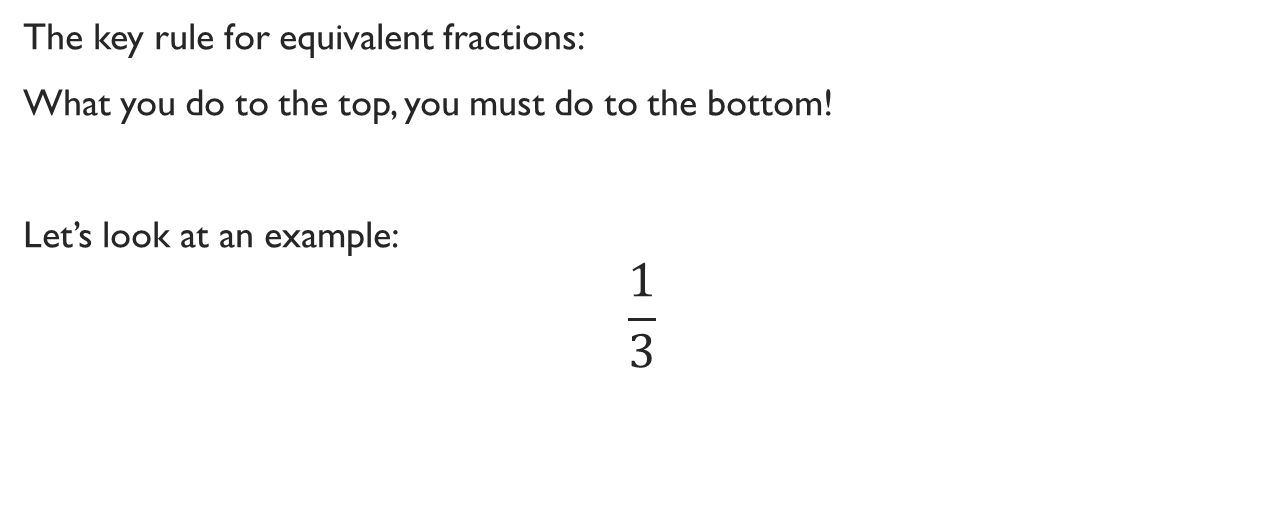 The key rule for equivalent fractions:
What you do to the top, you must do to the bottom!
Let’s look at an example:
1
3